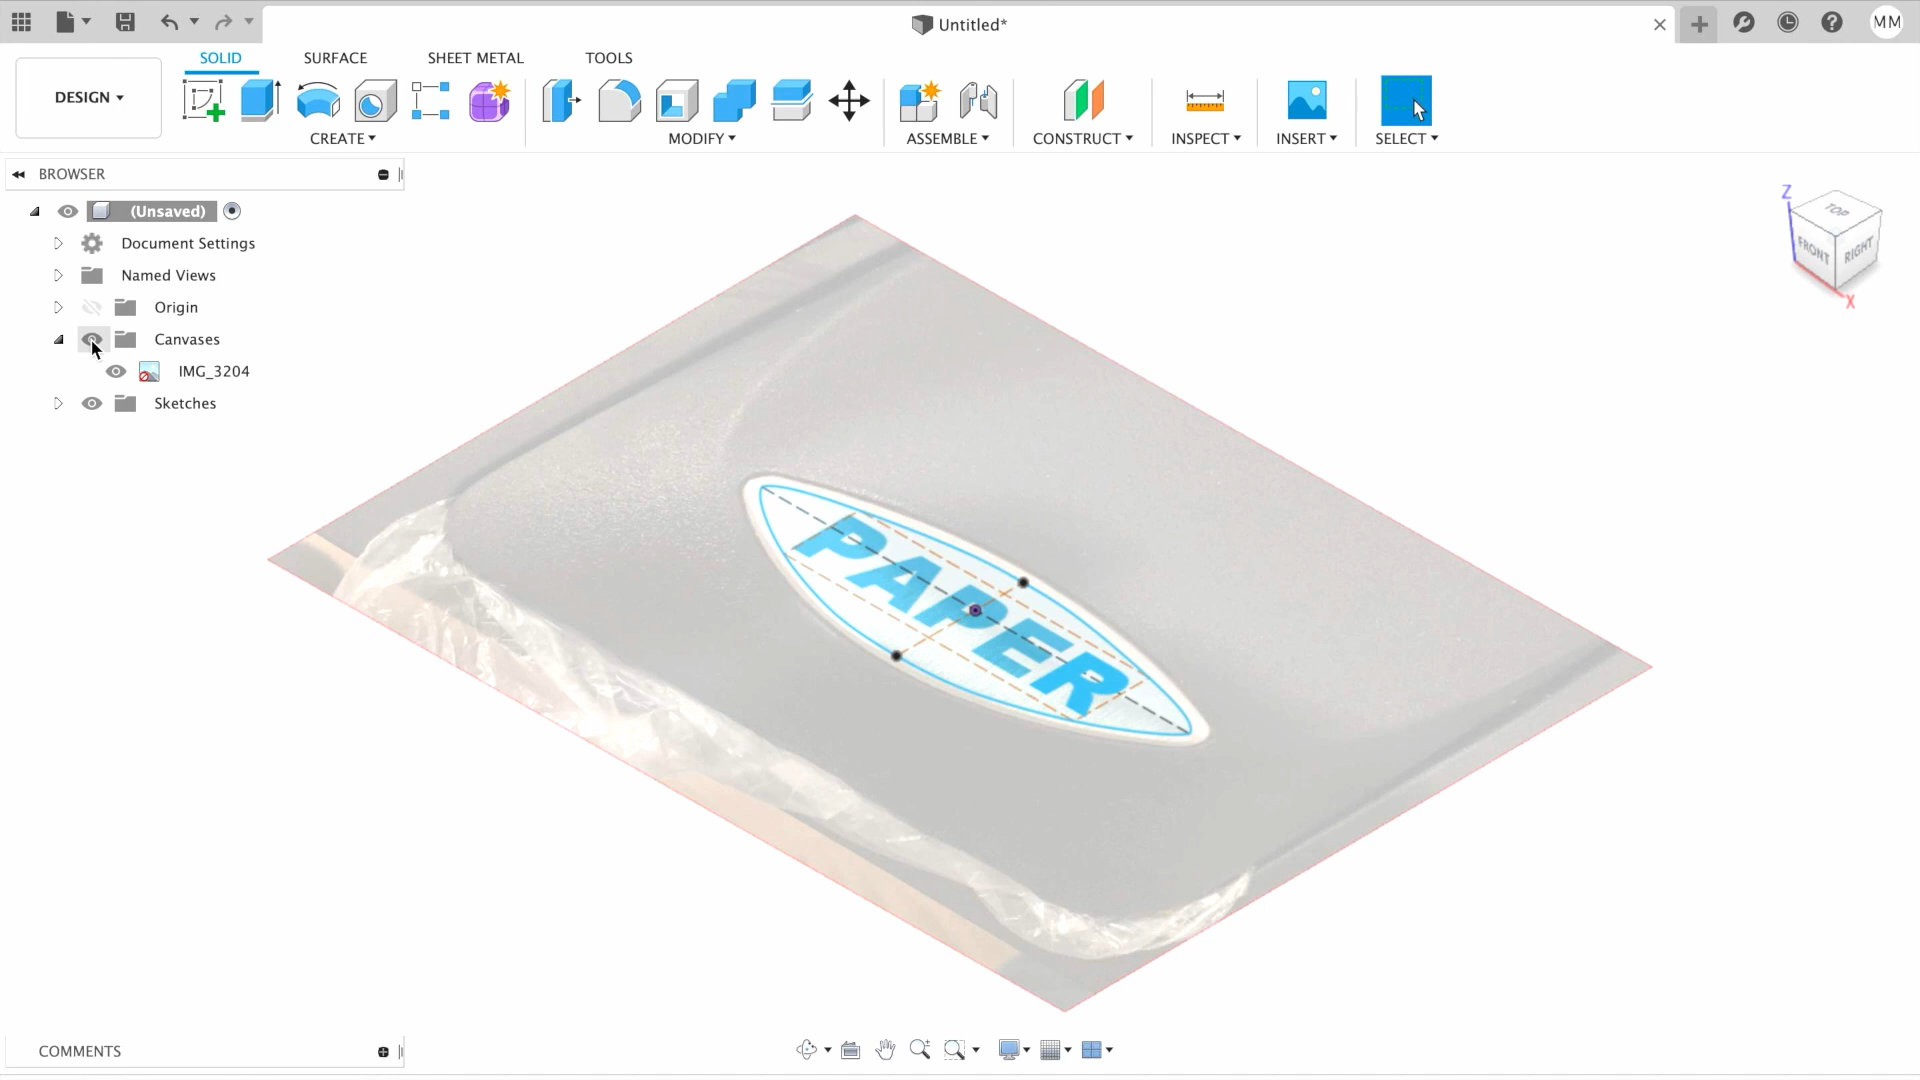 Untitled*
MM
SOLID
SURFACE
SHEET METAL
TOOLS
DESIGN
CREATE
MODIFY
ASSEMBLE
CONSTRUCT
INSPECT
INSERT
SELECT
BROWSER
(Unsaved)
Document Settings
Named Views
Origin
Canvases
IMG_3204
Sketches
Z
TOP
FRONT
RIGHT
X
PAPER
COMMENTS